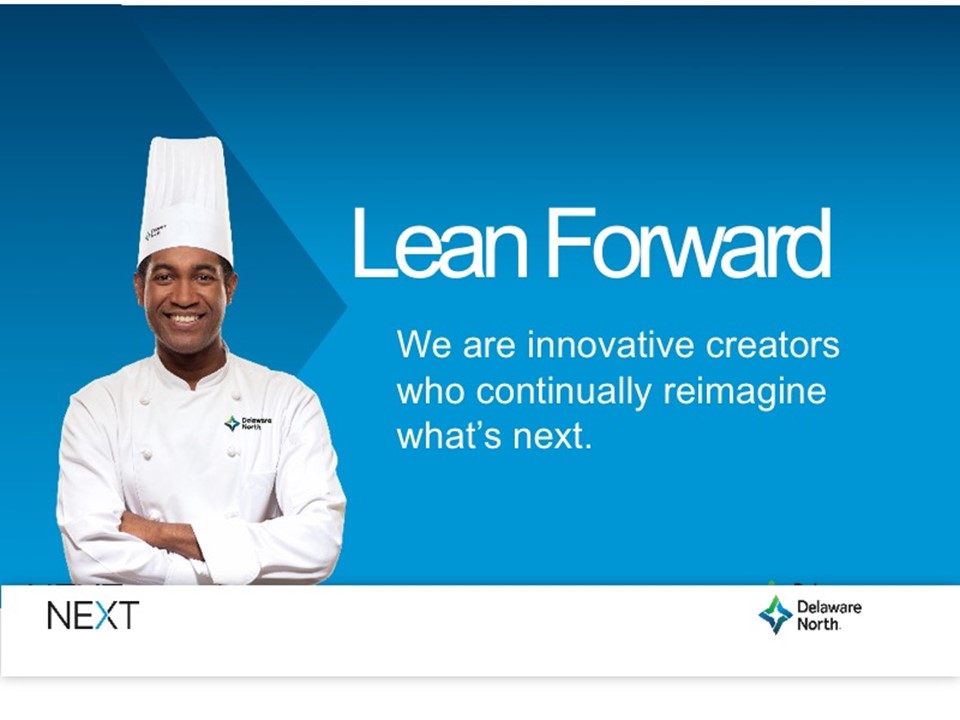 Lean Forward
We are innovative creators
who continually reimagine
what's next.
Delaware
North
NEXT
Delaware
North